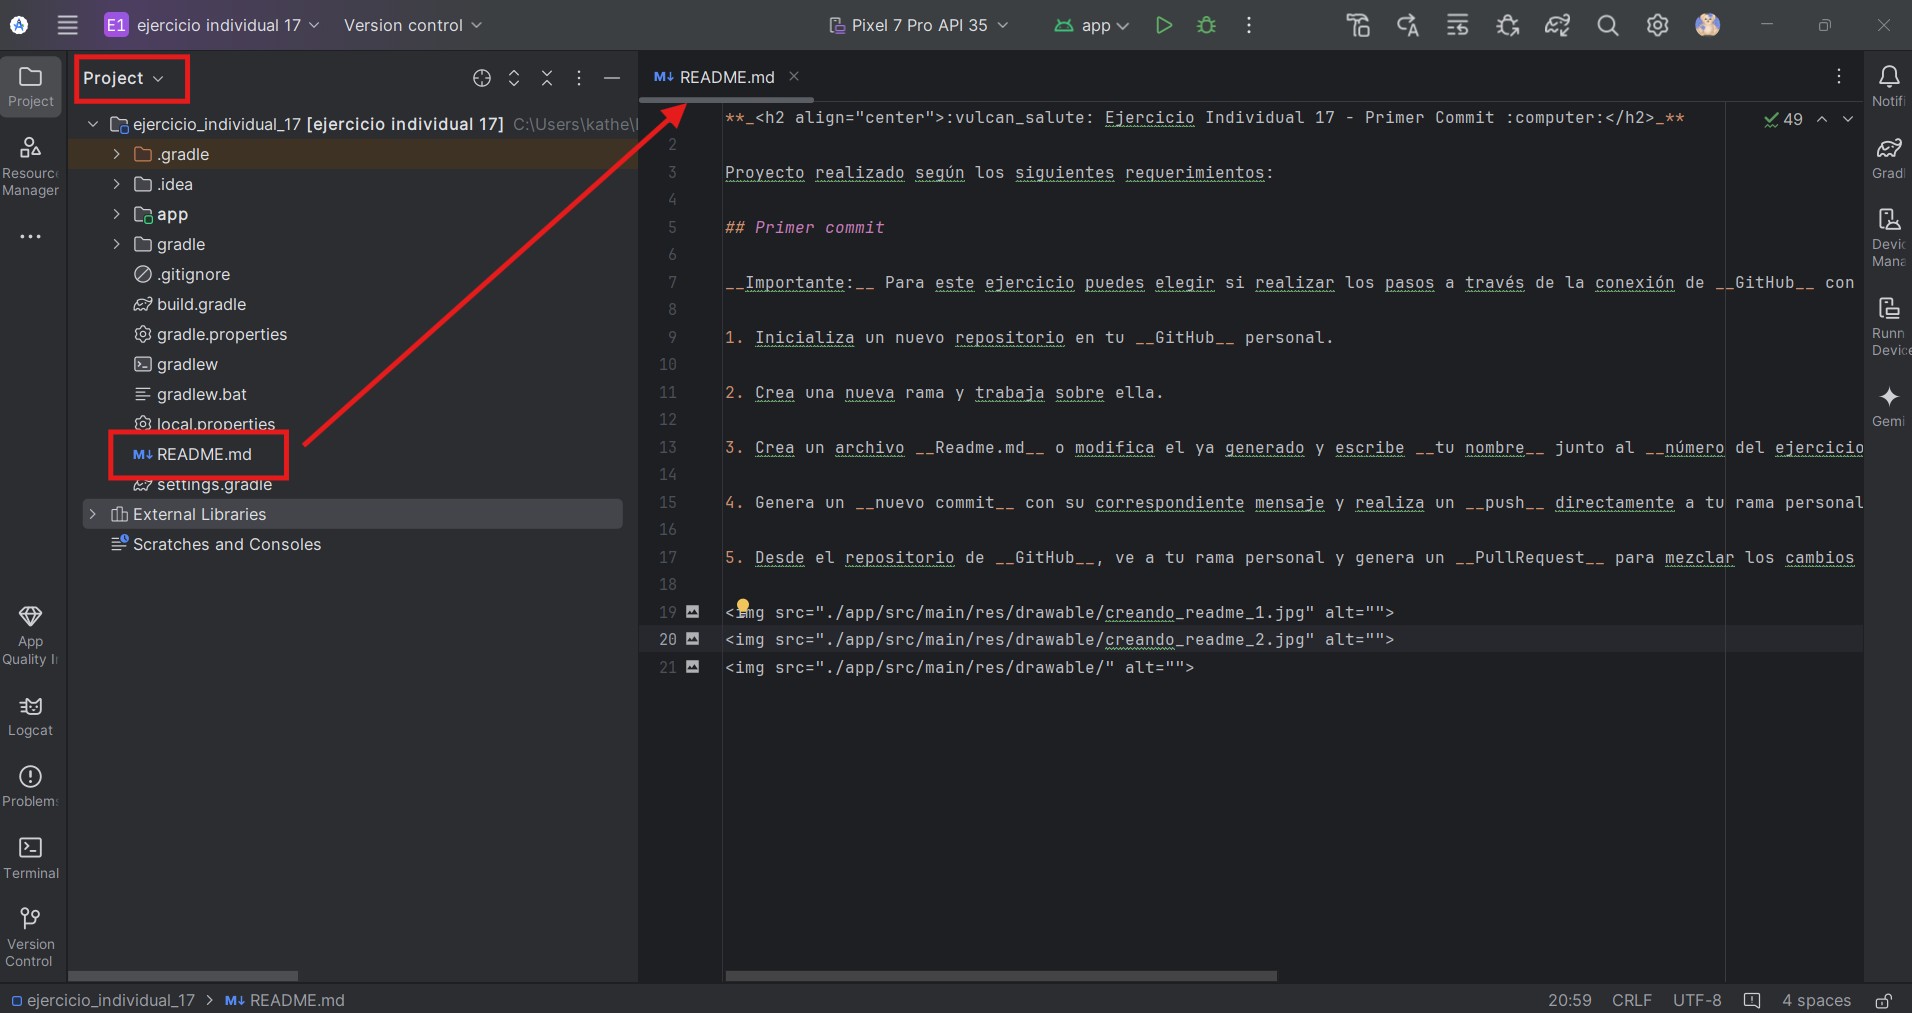 E1 ejercicio individual 17 Version control Pixel 7 Pro API 35 app
Project
Resourc
Manager
App
Quality I
Logcat
Problem
Terminal
Version
Control
Project
ejercicio_individual_17 [ejercicio individual 17] C:\Users\kathe\
.gradle
.idea
app
gradle
.gitignore
build.gradle
gradle.properties
gradlew
gradlew.bat
local.properties
M↓ README.md
settings.gradle
External Libraries
Scratches and Consoles
M↓ README.md
49
**_<h2 align="center">:vulcan_salute: Ejercicio Individual 17 - Primer Commit :computer:</h2>_**
2
3 Proyecto realizado según los siguientes requerimientos:
4
5 ## Primer commit
6
7 __Importante:__ Para este ejercicio puedes elegir si realizar los pasos a través de la conexión de __GitHub__ con
8
9 1. Inicializa un nuevo repositorio en tu __GitHub__ personal.
10
11 2. Crea una nueva rama y trabaja sobre ella.
12
13 3. Crea un archivo __Readme.md__ o modifica el ya generado y escribe __tu nombre__ junto al __número del ejercicio
14
15 4. Genera un __nuevo commit__ con su correspondiente mensaje y realiza un __push__ directamente a tu rama personal
16
17 5. Desde el repositorio de __GitHub__, ve a tu rama personal y genera un __PullRequest__ para mezclar los cambios
18
19 <img src="./app/src/main/res/drawable/creando_readme_1.jpg" alt="">
20 <img src="./app/src/main/res/drawable/creando_readme_2.jpg" alt="">
21 <img src="./app/src/main/res/drawable/" alt="">
Notifi
Gradl
Devic
Mana
Runn
Devic
Gemi
ejercicio_individual_17 > M↓ README.md
20:59 CRLF UTF-8 4 spaces